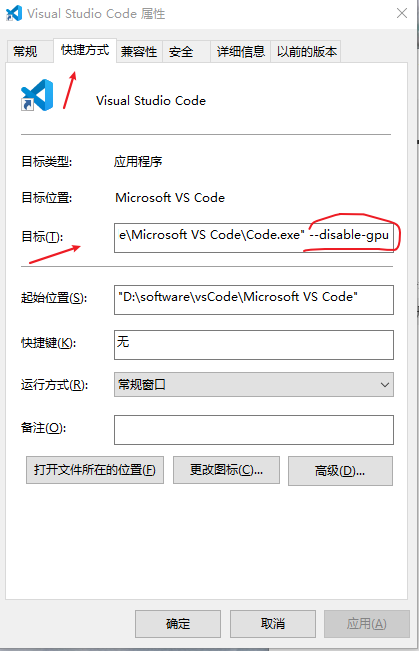 Visual Studio Code 属性
常规 快捷方式 兼容性 安全 详细信息 以前的版本
Visual Studio Code
目标类型: 应用程序
目标位置: Microsoft VS Code
目标(T): e\Microsoft VS Code\Code.exe" --disable-gpu
起始位置(S): "D:\software\vsCode\Microsoft VS Code"
快捷键(K): 无
运行方式(R): 常规窗口
备注(O):
打开文件所在的位置(F) 更改图标(C)... 高级(D)...
确定 取消 应用(A)